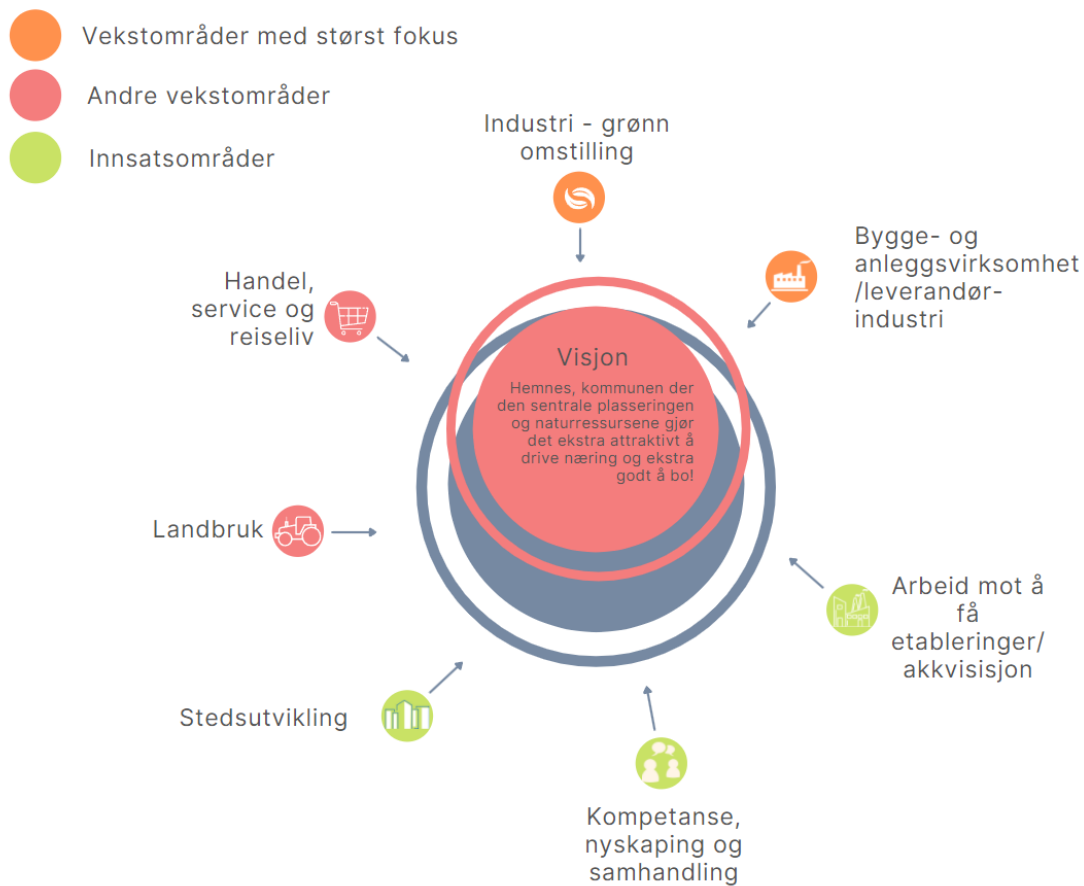 Vekstområder med størst fokus
Andre vekstområder
Innsatsområder
Industri - grønn
omstilling
Bygge- og
anleggsvirksomhet
/leverandør-
industri
Handel,
service og
reiseliv
Visjon
Hemnes, kommunen der
den sentrale plasseringen
og naturressursene gjør
det ekstra attraktivt å
drive næring og ekstra
godt å bo!
Landbruk
Arbeid mot å
få
etableringer/
akkvisisjon
Stedsutvikling
Kompetanse,
nyskaping og
samhandling